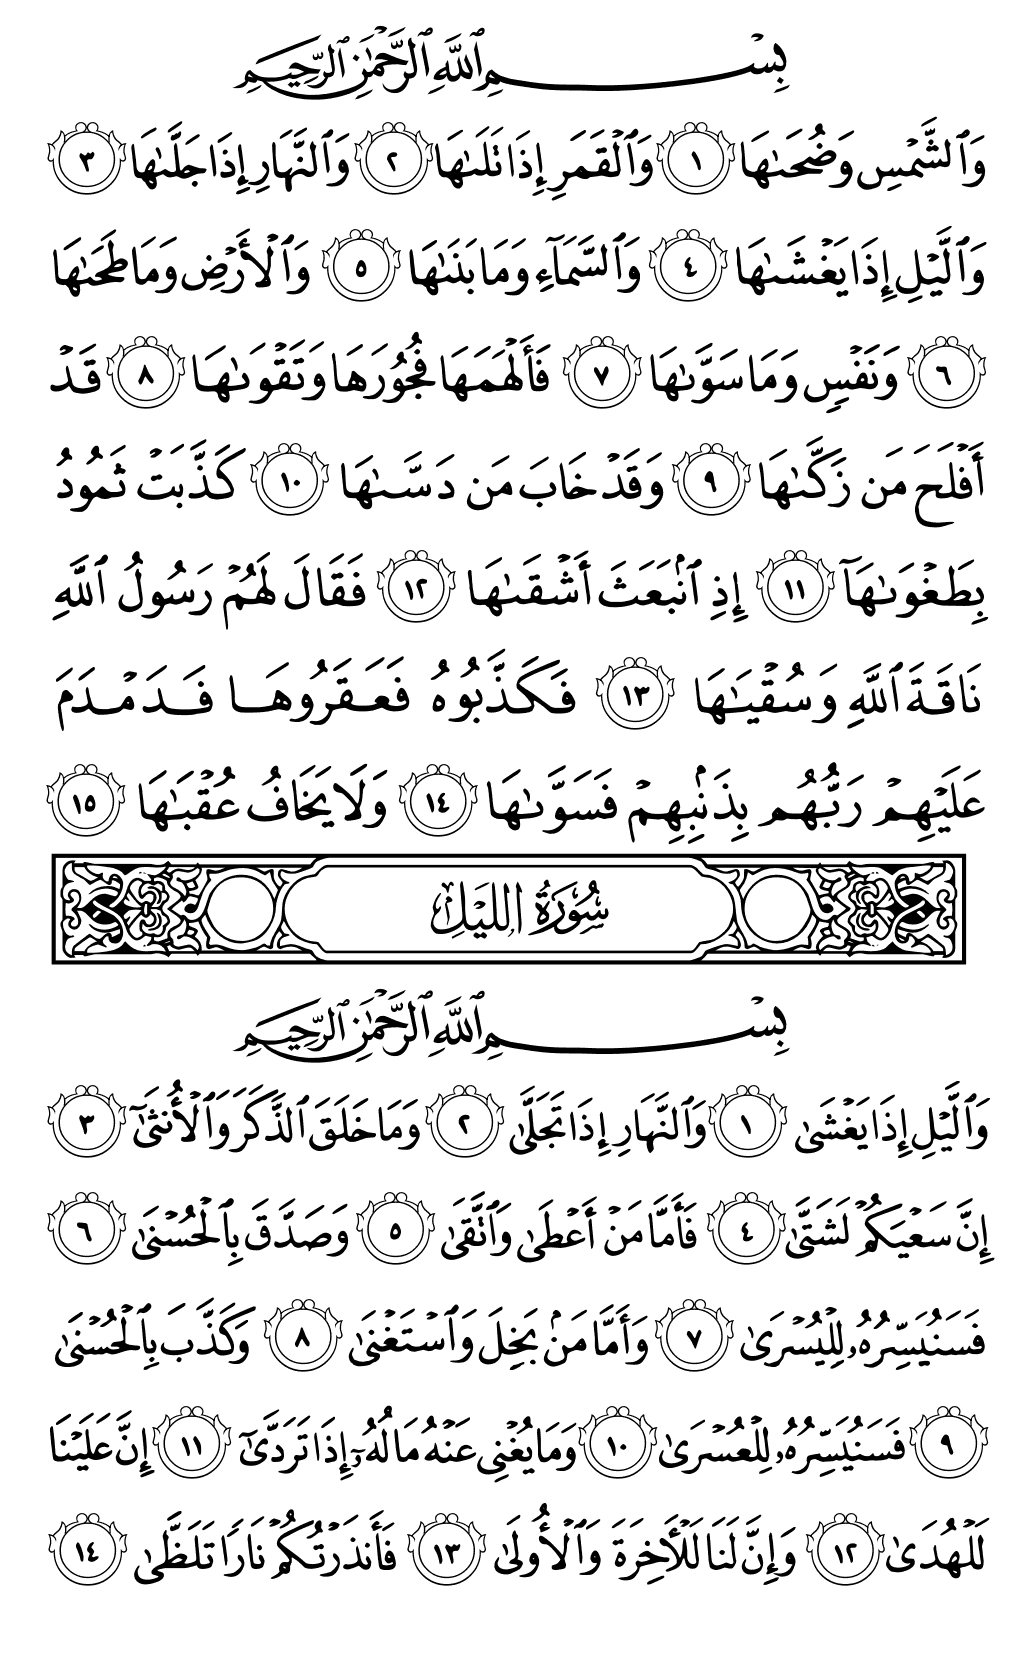 بِسْمِ ٱللَّهِ ٱلرَّحْمَٰنِ ٱلرَّحِيمِ
وَٱلشَّمْسِ وَضُحَىٰهَا ١ وَٱلْقَمَرِ إِذَا تَلَىٰهَا ٢ وَٱلنَّهَارِ إِذَا جَلَّىٰهَا ٣
وَٱلَّيْلِ إِذَا يَغْشَىٰهَا ٤ وَٱلسَّمَآءِ وَمَا بَنَىٰهَا ٥ وَٱلْأَرْضِ وَمَا طَحَىٰهَا
٦ وَنَفْسٍ وَمَا سَوَّىٰهَا ٧ فَأَلْهَمَهَا فُجُورَهَا وَتَقْوَىٰهَا ٨ قَدْ
أَفْلَحَ مَن زَكَّىٰهَا ٩ وَقَدْ خَابَ مَن دَسَّىٰهَا ١٠ كَذَّبَتْ ثَمُودُ
بِطَغْوَىٰهَآ ١١ إِذِ ٱنۢبَعَثَ أَشْقَىٰهَا ١٢ فَقَالَ لَهُمْ رَسُولُ ٱللَّهِ
نَاقَةَ ٱللَّهِ وَسُقْيَٰهَا ١٣ فَكَذَّبُوهُ فَعَقَرُوهَا فَدَمْدَمَ
عَلَيْهِمْ رَبُّهُم بِذَنۢبِهِمْ فَسَوَّىٰهَا ١٤ وَلَا يَخَافُ عُقْبَٰهَا ١٥
سُورَةُ اللَّيْلِ
بِسْمِ ٱللَّهِ ٱلرَّحْمَٰنِ ٱلرَّحِيمِ
وَٱلَّيْلِ إِذَا يَغْشَىٰ ١ وَٱلنَّهَارِ إِذَا تَجَلَّىٰ ٢ وَمَا خَلَقَ ٱلذَّكَرَ وَٱلْأُنثَىٰٓ ٣
إِنَّ سَعْيَكُمْ لَشَتَّىٰ ٤ فَأَمَّا مَنْ أَعْطَىٰ وَٱتَّقَىٰ ٥ وَصَدَّقَ بِٱلْحُسْنَىٰ ٦
فَسَنُيَسِّرُهُۥ لِلْيُسْرَىٰ ٧ وَأَمَّا مَنۢ بَخِلَ وَٱسْتَغْنَىٰ ٨ وَكَذَّبَ بِٱلْحُسْنَىٰ
٩ فَسَنُيَسِّرُهُۥ لِلْعُسْرَىٰ ١٠ وَمَا يُغْنِى عَنْهُ مَالُهُۥٓ إِذَا تَرَدَّىٰٓ ١١ إِنَّ عَلَيْنَا
لَلْهُدَىٰ ١٢ وَإِنَّ لَنَا لَلْأَخِرَةَ وَٱلْأُولَىٰ ١٣ فَأَنذَرْتُكُمْ نَارًا تَلَظَّىٰ ١٤